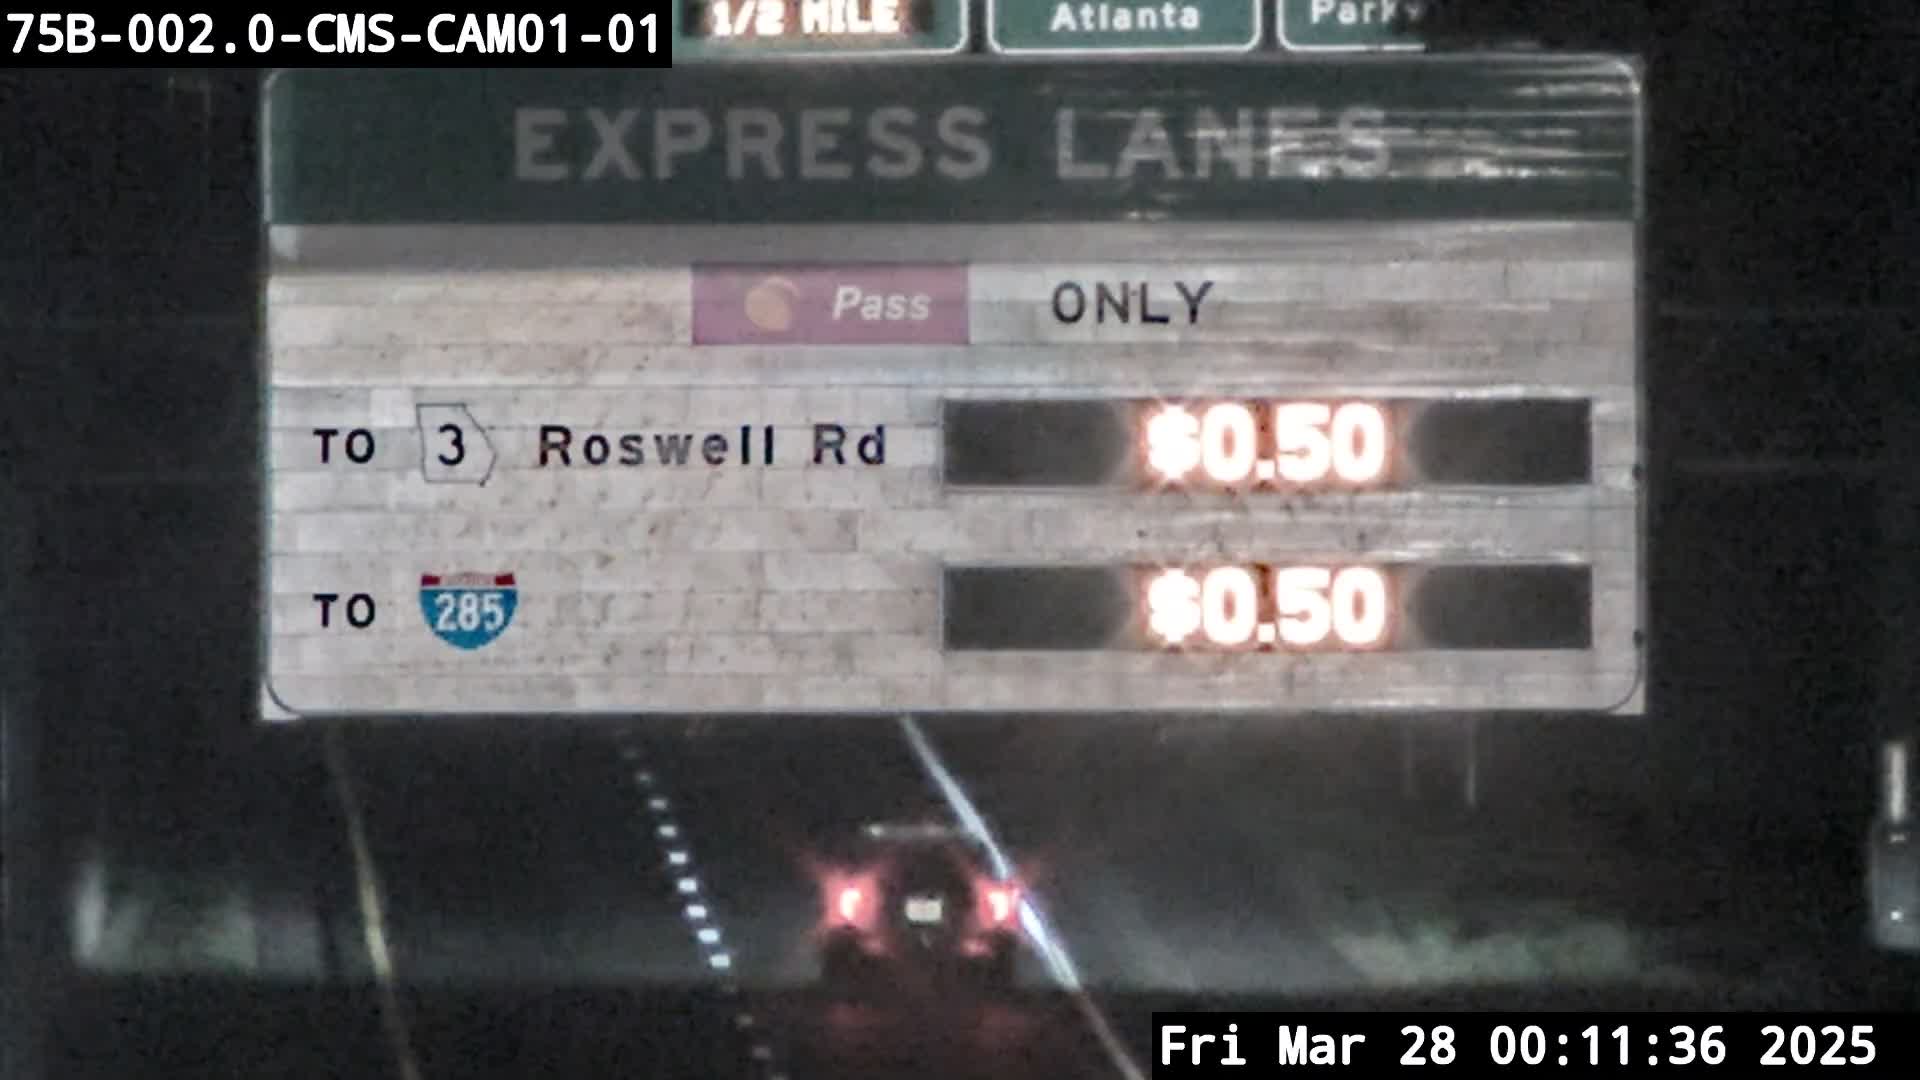 75B-002.0-CMS-CAM01-01
1/2 MILE
Atlanta
EXPRESS LANES
Pass ONLY
TO 3 Roswell Rd $0.50
TO 285 $0.50
Fri Mar 28 00:11:36 2025